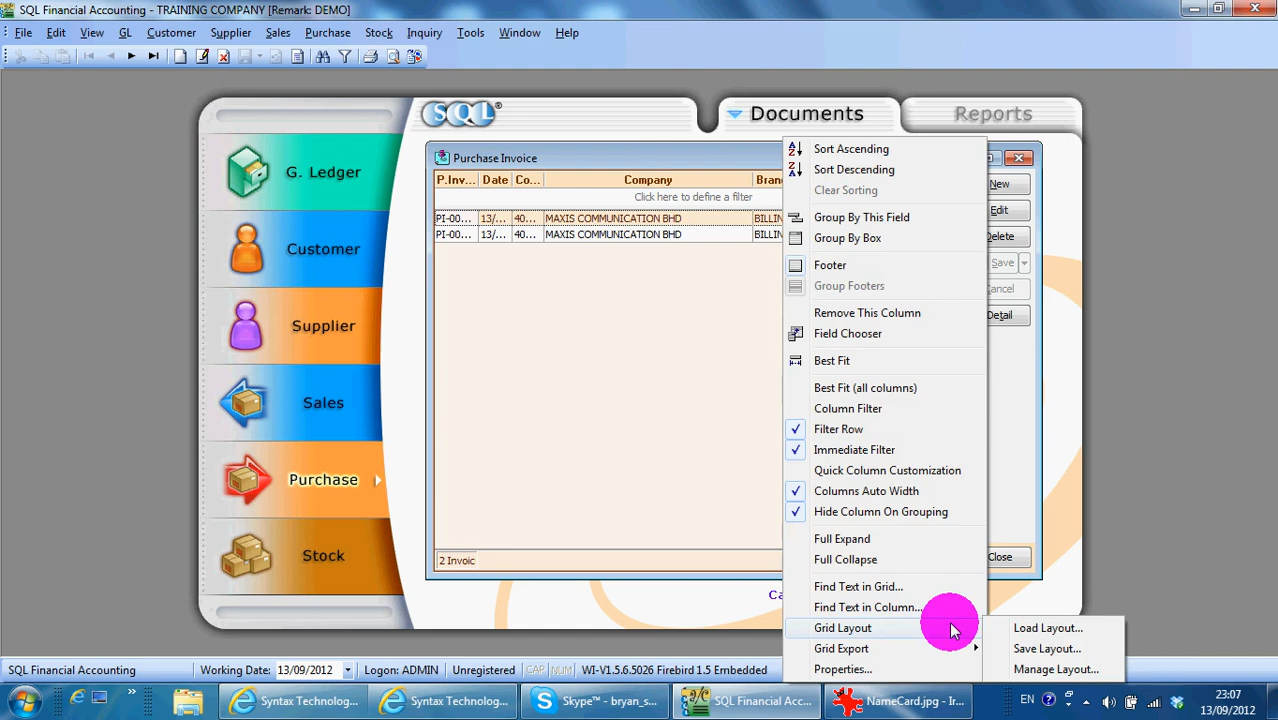 SQL Financial Accounting - TRAINING COMPANY [Remark: DEMO]
File Edit View GL Customer Supplier Sales Purchase Stock Inquiry Tools Window Help
SQL®
Documents
Reports
G. Ledger
Customer
Supplier
Sales
Purchase
Stock
Purchase Invoice
P.Inv... Date Co... Company
Click here to define a filter
PI-00... 13/... 40... MAXIS COMMUNICATION BHD
PI-00... 13/... 40... MAXIS COMMUNICATION BHD
2 Invoic
New
Edit
Delete
Save
Cancel
Detail
Close
Sort Ascending
Sort Descending
Clear Sorting
Group By This Field
Group By Box
Footer
Group Footers
Remove This Column
Field Chooser
Best Fit
Best Fit (all columns)
Column Filter
Filter Row
Immediate Filter
Quick Column Customization
Columns Auto Width
Hide Column On Grouping
Full Expand
Full Collapse
Find Text in Grid...
Find Text in Column...
Grid Layout
Grid Export
Properties...
Load Layout...
Save Layout...
Manage Layout...
SQL Financial Accounting Working Date: 13/09/2012 Logon: ADMIN Unregistered CAP NUM WI-V1.5.6.5026 Firebird 1.5 Embedded
Syntax Technolog... Syntax Technolog... Skype™ - bryan_s... SQL Financial Acc... NameCard.jpg - Ir... EN 23:07
13/09/2012